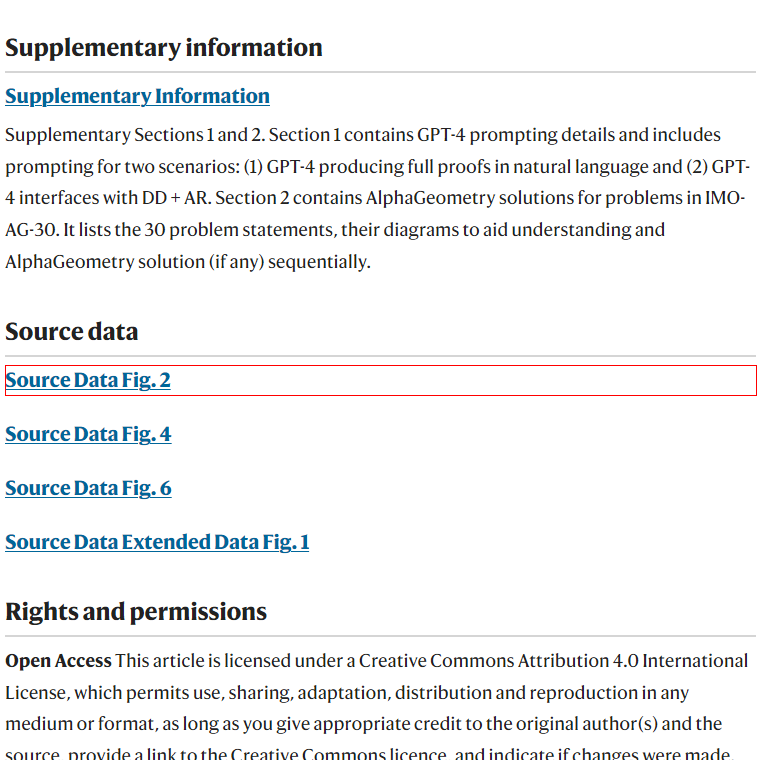 Supplementary information
Supplementary Information
Supplementary Sections 1 and 2. Section 1 contains GPT-4 prompting details and includes
prompting for two scenarios: (1) GPT-4 producing full proofs in natural language and (2) GPT-
4 interfaces with DD + AR. Section 2 contains AlphaGeometry solutions for problems in IMO-
AG-30. It lists the 30 problem statements, their diagrams to aid understanding and
AlphaGeometry solution (if any) sequentially.
Source data
Source Data Fig. 2
Source Data Fig. 4
Source Data Fig. 6
Source Data Extended Data Fig. 1
Rights and permissions
Open Access This article is licensed under a Creative Commons Attribution 4.0 International
License, which permits use, sharing, adaptation, distribution and reproduction in any
medium or format, as long as you give appropriate credit to the original author(s) and the
source, provide a link to the Creative Commons licence, and indicate if changes were made.